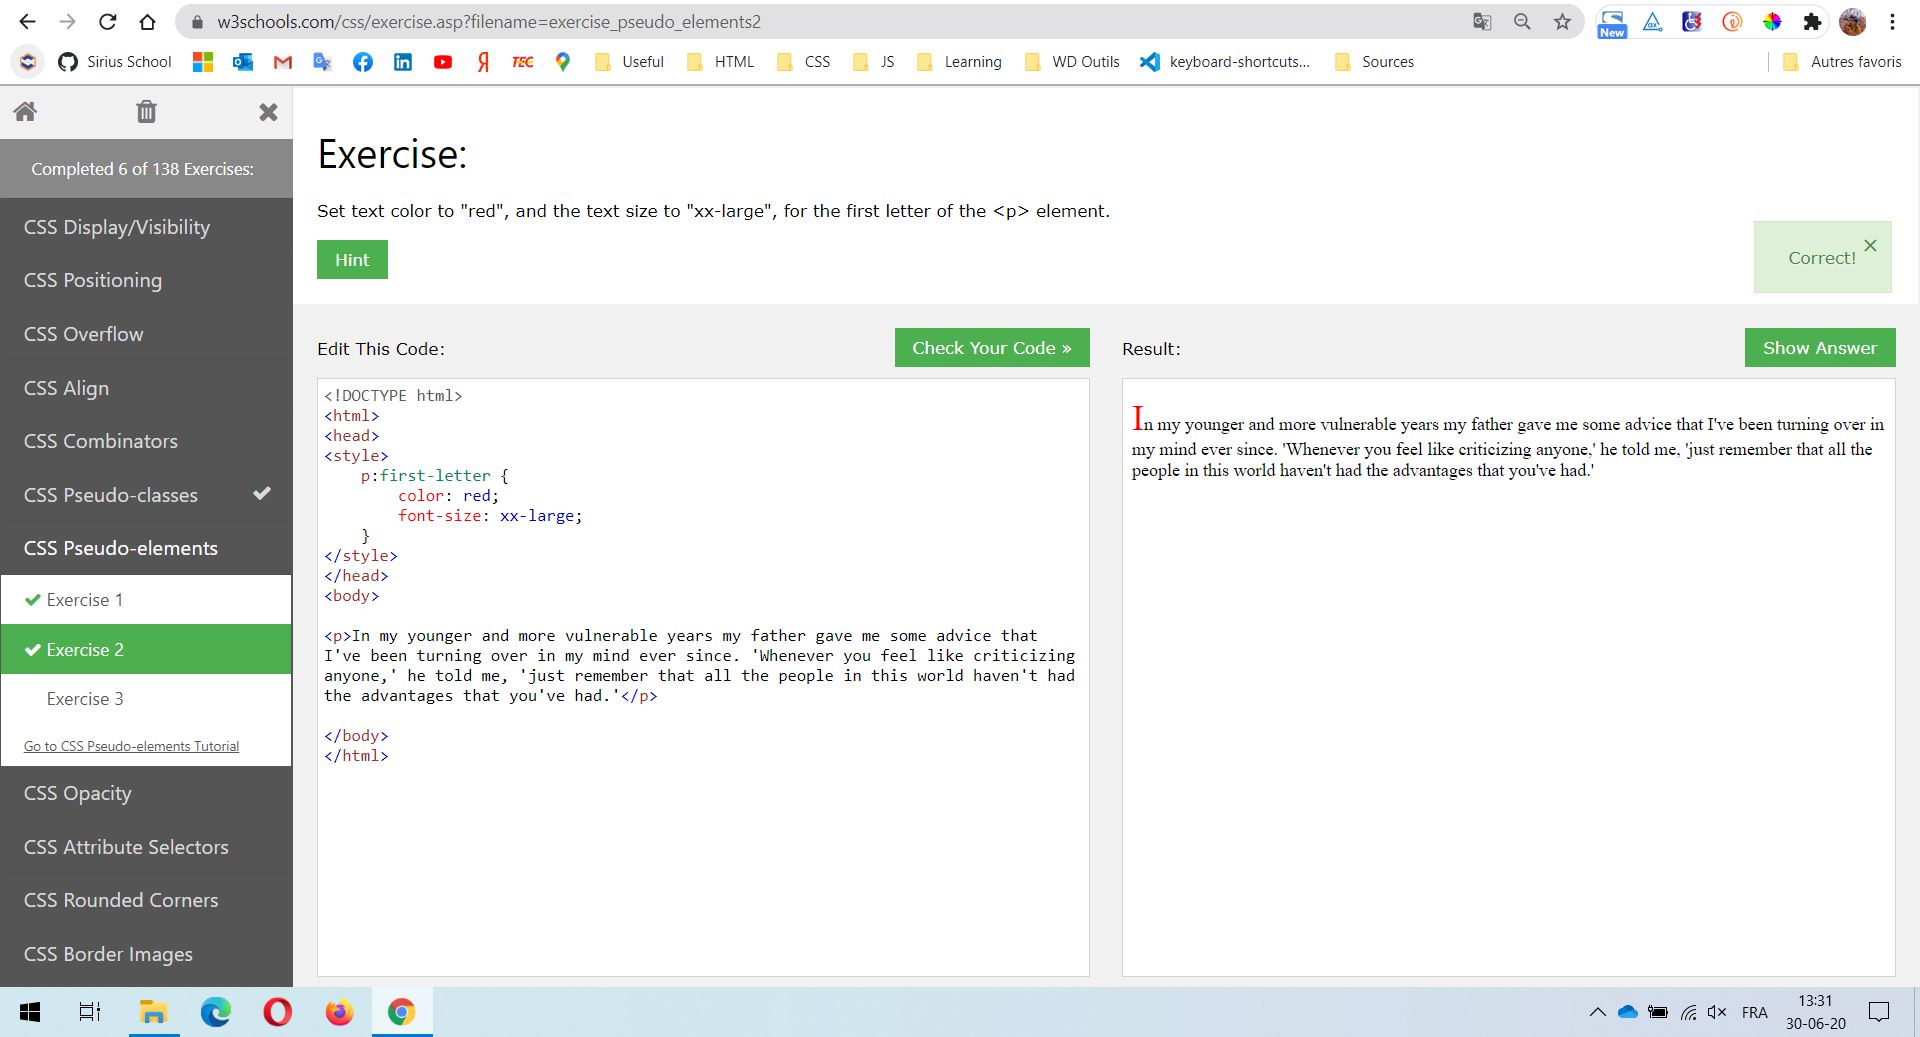 w3schools.com/css/exercise.asp?filename=exercise_pseudo_elements2
New
Sirius School
TEC
Useful
HTML
CSS
JS
Learning
WD Outils
keyboard-shortcuts...
Sources
Autres favoris
Completed 6 of 138 Exercises:
CSS Display/Visibility
CSS Positioning
CSS Overflow
CSS Align
CSS Combinators
CSS Pseudo-classes
CSS Pseudo-elements
Exercise 1
Exercise 2
Exercise 3
Go to CSS Pseudo-elements Tutorial
CSS Opacity
CSS Attribute Selectors
CSS Rounded Corners
CSS Border Images
Exercise:
Set text color to "red", and the text size to "xx-large", for the first letter of the <p> element.
Hint
Correct!
Edit This Code:
Check Your Code »
<!DOCTYPE html>
<html>
<head>
<style>
p:first-letter {
color: red;
font-size: xx-large;
}
</style>
</head>
<body>
<p>In my younger and more vulnerable years my father gave me some advice that
I've been turning over in my mind ever since. 'Whenever you feel like criticizing
anyone,' he told me, 'just remember that all the people in this world haven't had
the advantages that you've had.'</p>
</body>
</html>
Result:
Show Answer
In my younger and more vulnerable years my father gave me some advice that I've been turning over in
my mind ever since. 'Whenever you feel like criticizing anyone,' he told me, 'just remember that all the
people in this world haven't had the advantages that you've had.'
FRA
13:31
30-06-20